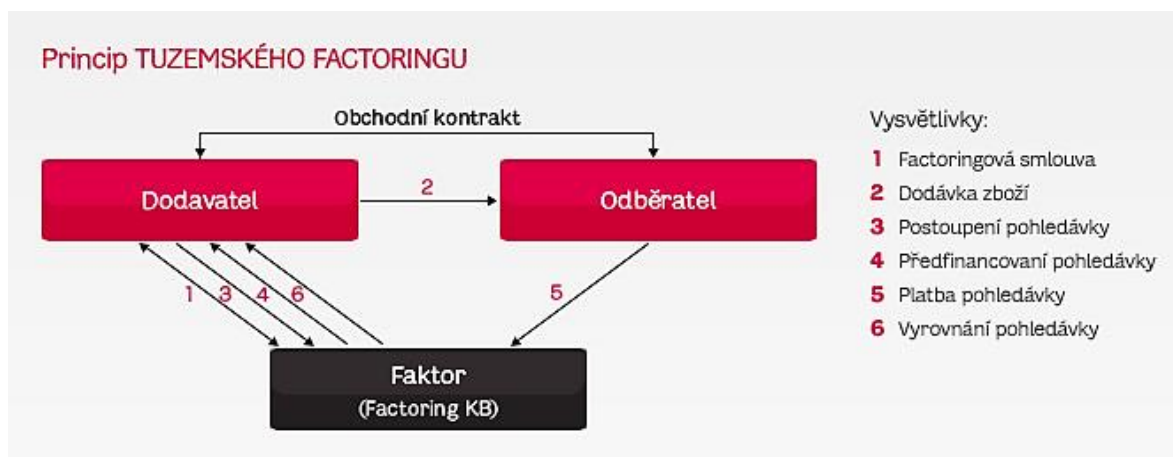 Princip TUZEMSKÉHO FACTORINGU
Obchodní kontrakt
Dodavatel
2
Odběratel
1
3
4
6
5
Faktor
(Factoring KB)
Vysvětlivky:
1 Factoringová smlouva
2 Dodávka zboží
3 Postoupení pohledávky
4 Předfinancovaní pohledávky
5 Platba pohledávky
6 Vyrovnání pohledávky